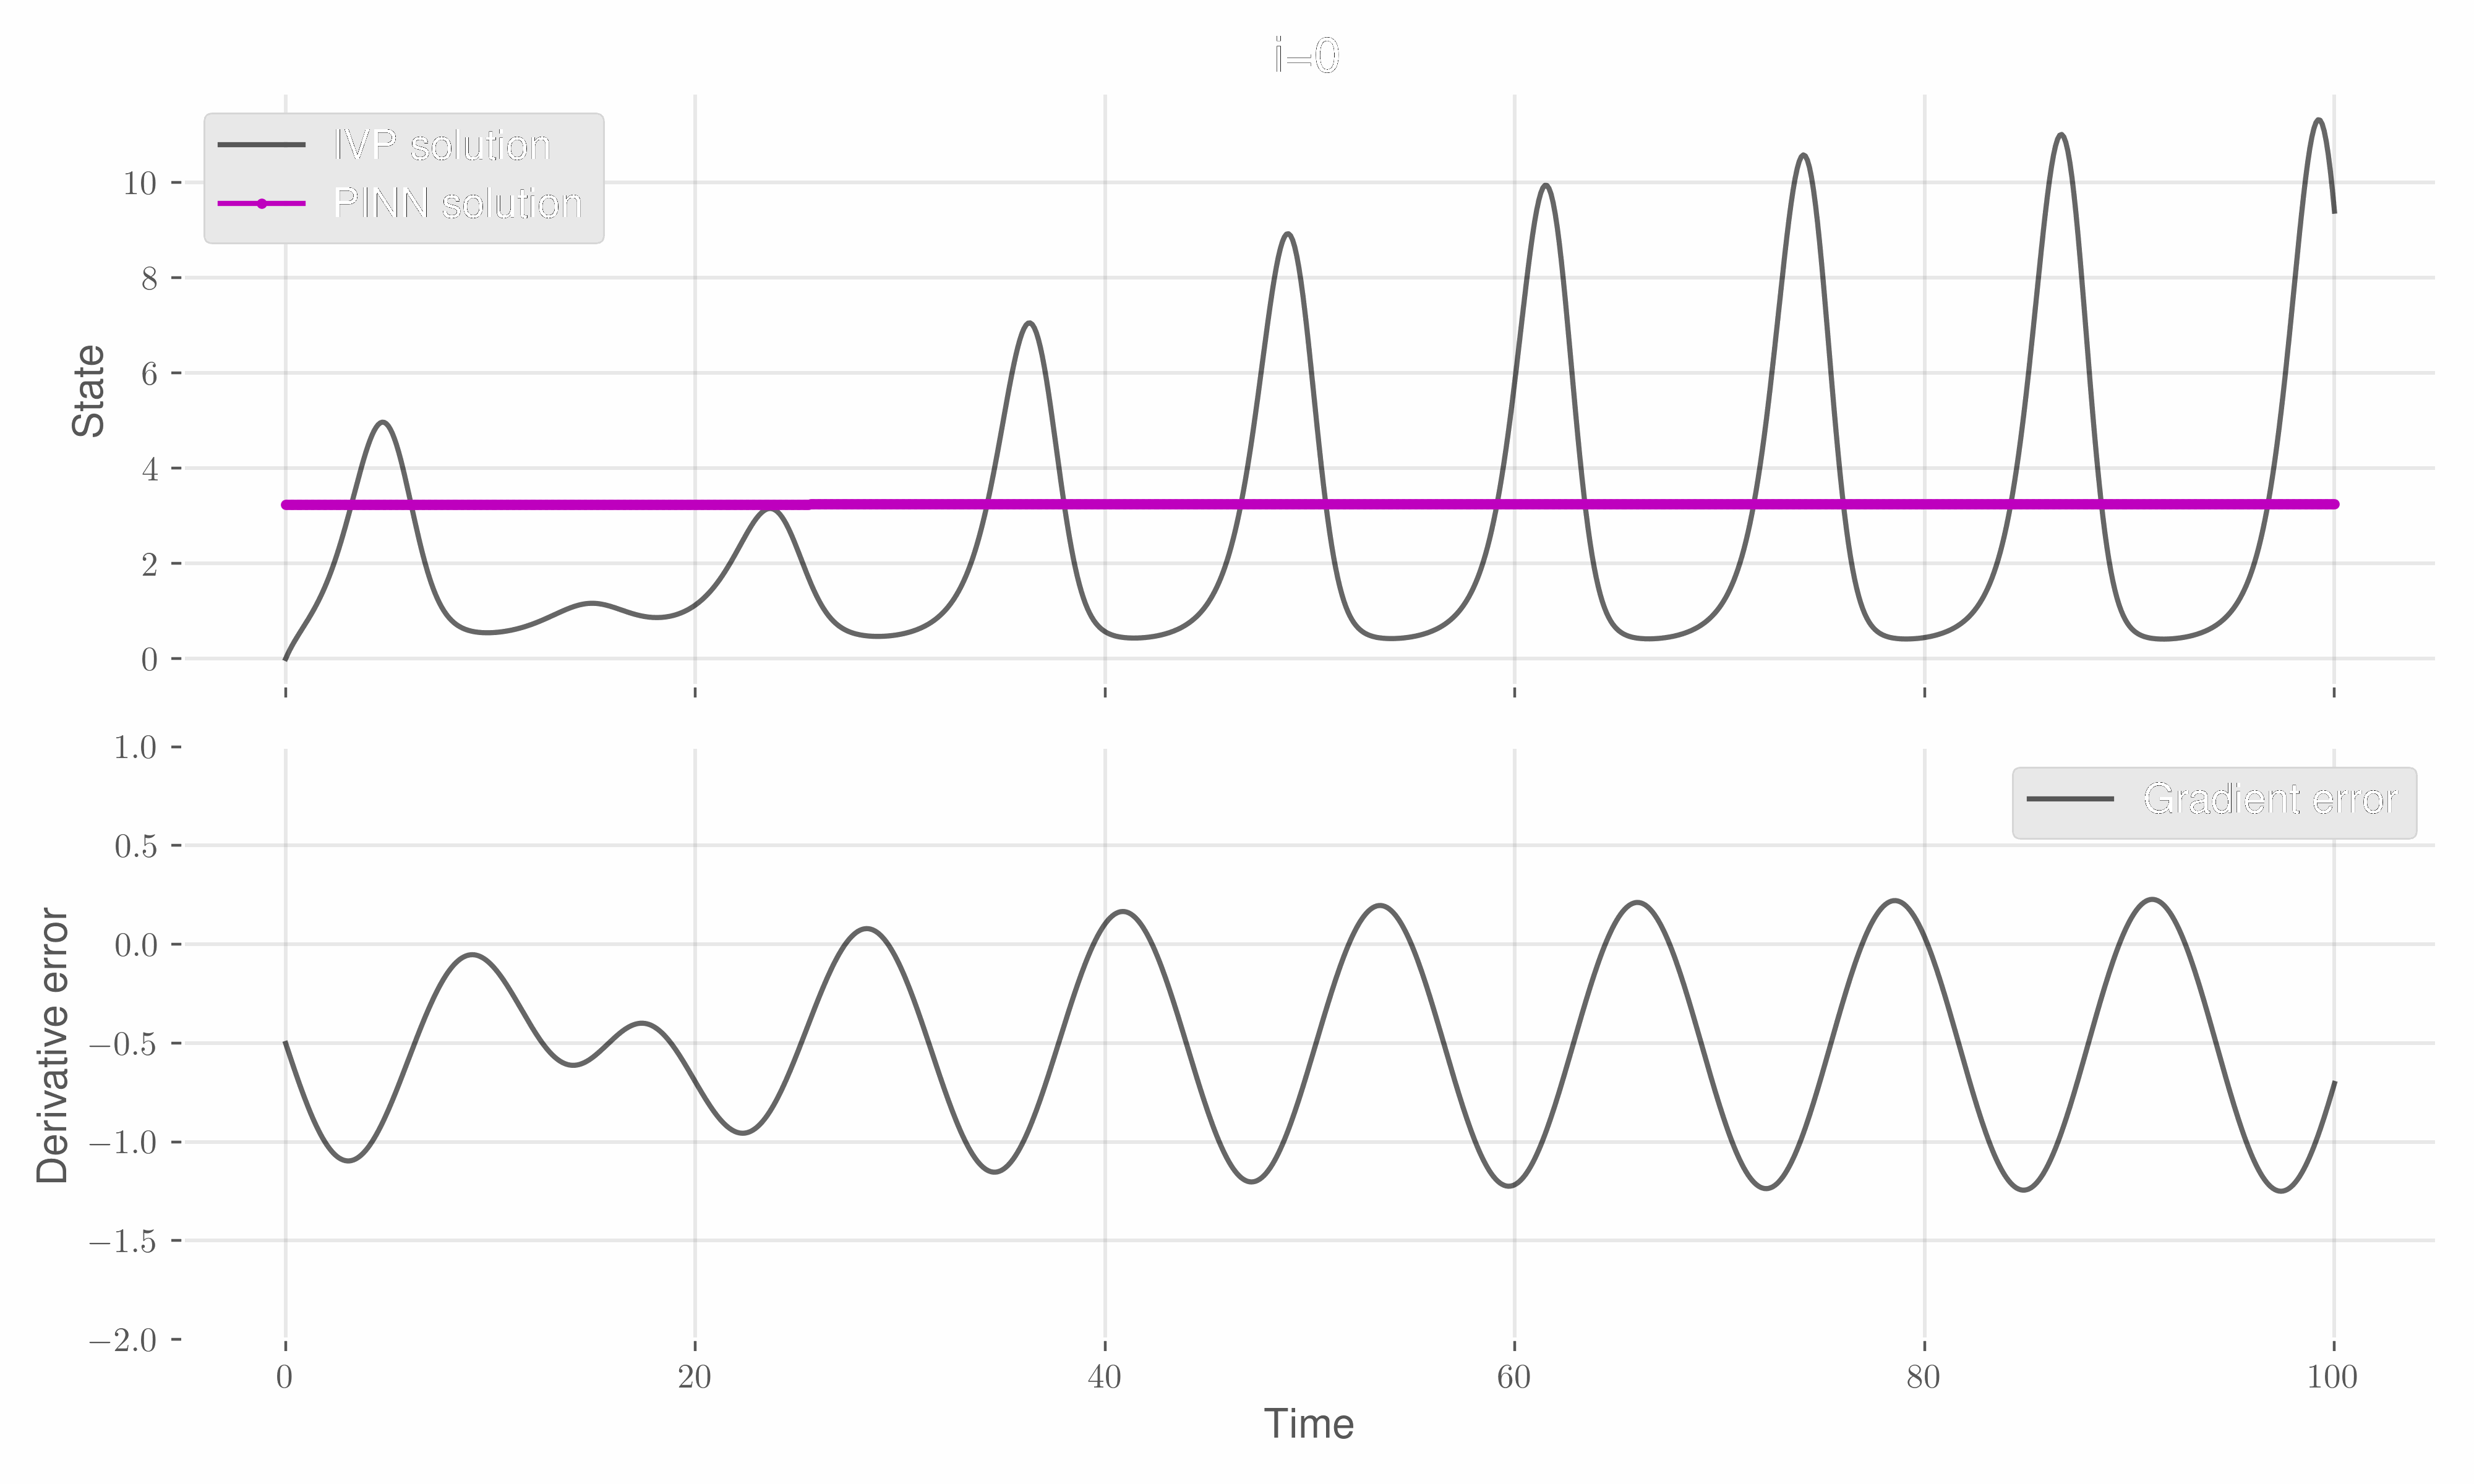 i=0
IVP solution
PINN solution
10
8
6
4
2
0
State
1.0
0.5
0.0
−0.5
−1.0
−1.5
−2.0
Derivative error
Gradient error
0 20 40 60 80 100
Time